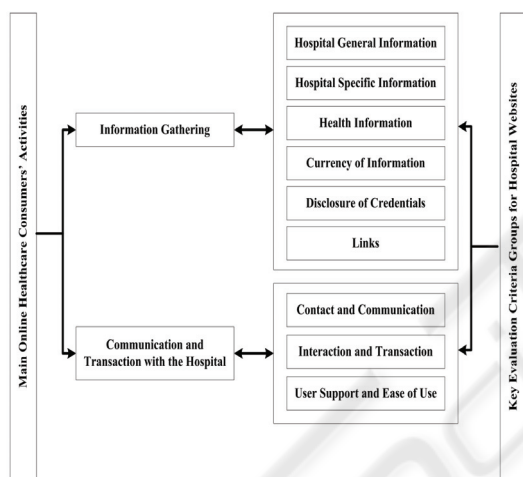 Main Online Healthcare Consumers' Activities
Information Gathering
Communication and
Transaction with the Hospital
Hospital General Information
Hospital Specific Information
Health Information
Currency of Information
Disclosure of Credentials
Links
Contact and Communication
Interaction and Transaction
User Support and Ease of Use
Key Evaluation Criteria Groups for Hospital Websites